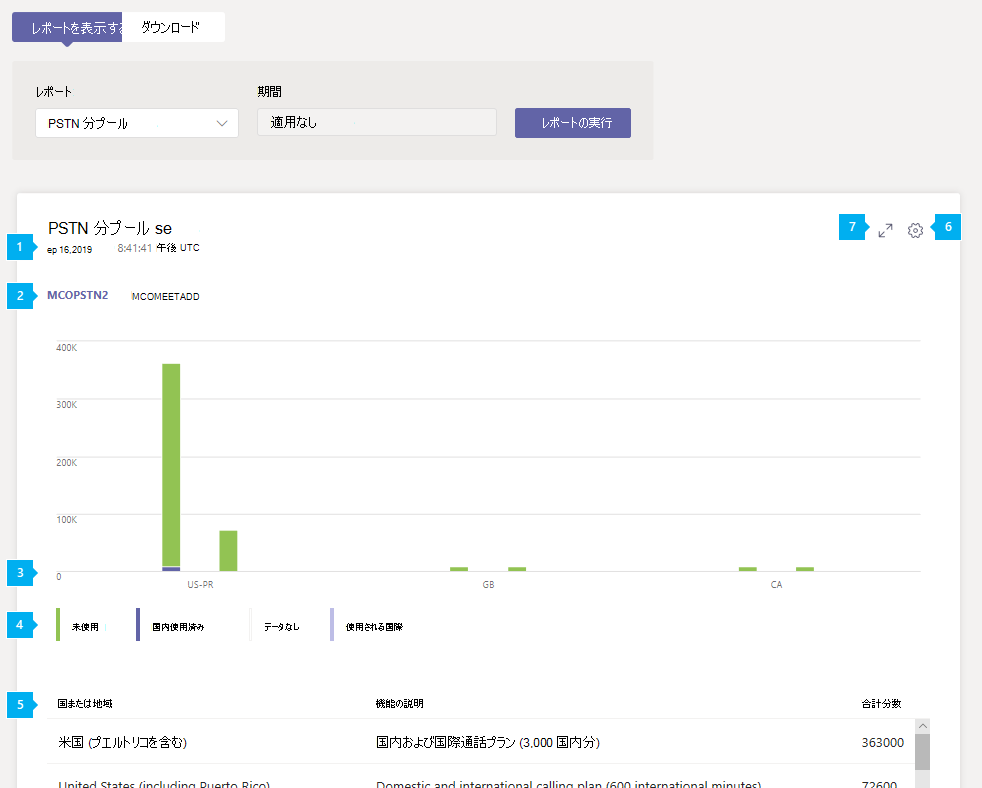 レポートを表示する ダウンロード
レポート 期間
PSTN 分プール 適用なし レポートの実行
PSTN 分プール se 7 6
1 ep 16,2019 8:41:41 午後 UTC
2 MCOPSTN2 MCOMEETADD
400K
300K
200K
100K
3 0
US-PR GB CA
4 未使用 国内使用済み データなし 使用される国際
5 国または地域 機能の説明 合計分数
米国 (プエルトリコを含む) 国内および国際通話プラン (3,000 国内分) 363000
United States (including Puerto Rico) Domestic and international calling plan (600 international minutes) 72600